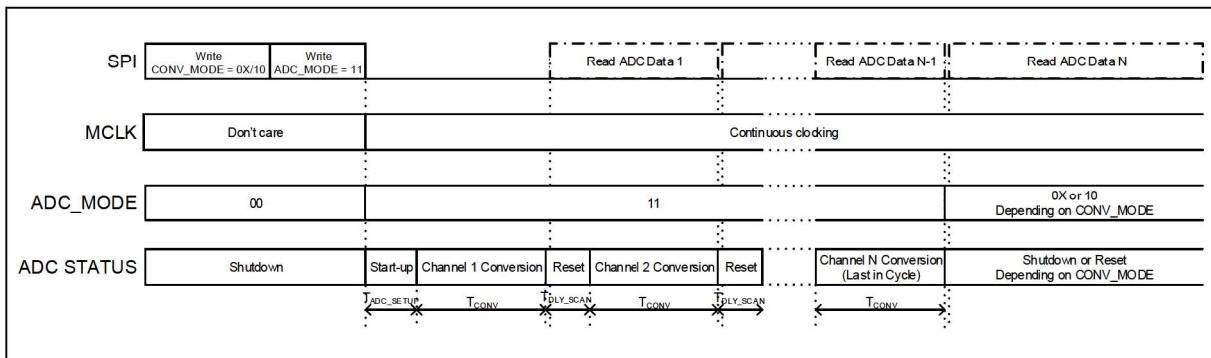 SPI
Write
CONV_MODE = 0X/10
Write
ADC_MODE = 11
Read ADC Data 1
Read ADC Data N-1
Read ADC Data N
MCLK
Don't care
Continuous clocking
ADC_MODE
00
11
0X or 10
Depending on CONV_MODE
ADC STATUS
Shutdown
Start-up
Channel 1 Conversion
Reset
Channel 2 Conversion
Reset
Channel N Conversion
(Last in Cycle)
Shutdown or Reset
Depending on CONV_MODE
TADC_SETUP
TCONV
TDLY_SCAN
TCONV
TDLY_SCAN
TCONV